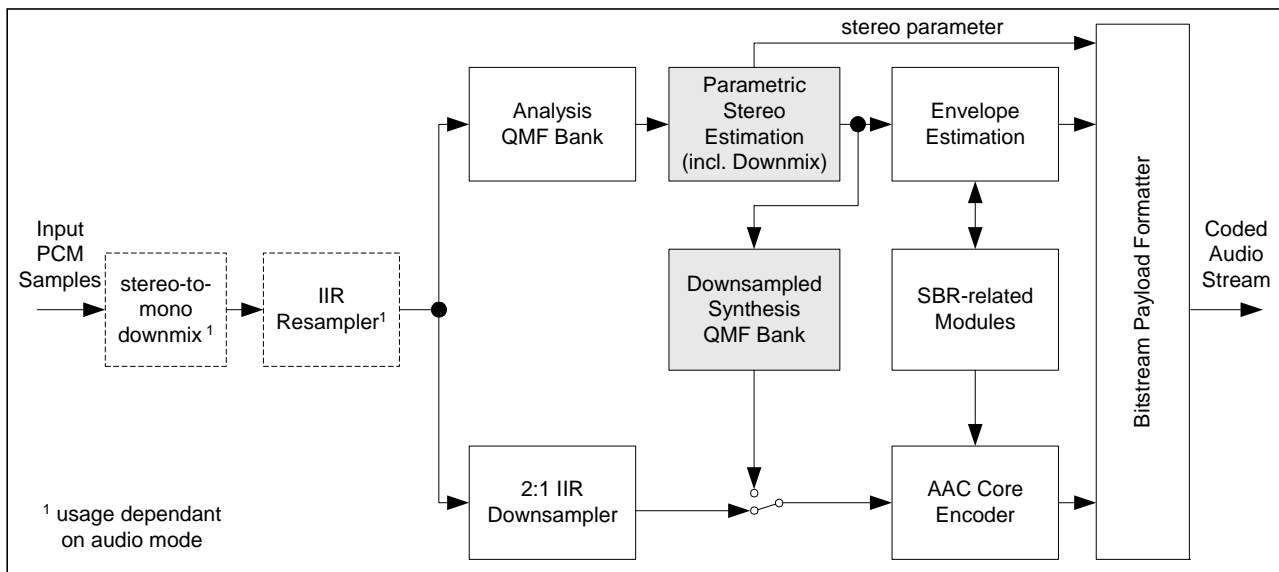 stereo parameter
Analysis
QMF Bank
Parametric
Stereo
Estimation
(incl. Downmix)
Envelope
Estimation
Input
PCM
Samples
stereo-to-
mono
downmix 1
IIR
Resampler1
Downsampled
Synthesis
QMF Bank
SBR-related
Modules
Bitstream Payload Formatter
Coded
Audio
Stream
2:1 IIR
Downsampler
AAC Core
Encoder
1 usage dependant
on audio mode